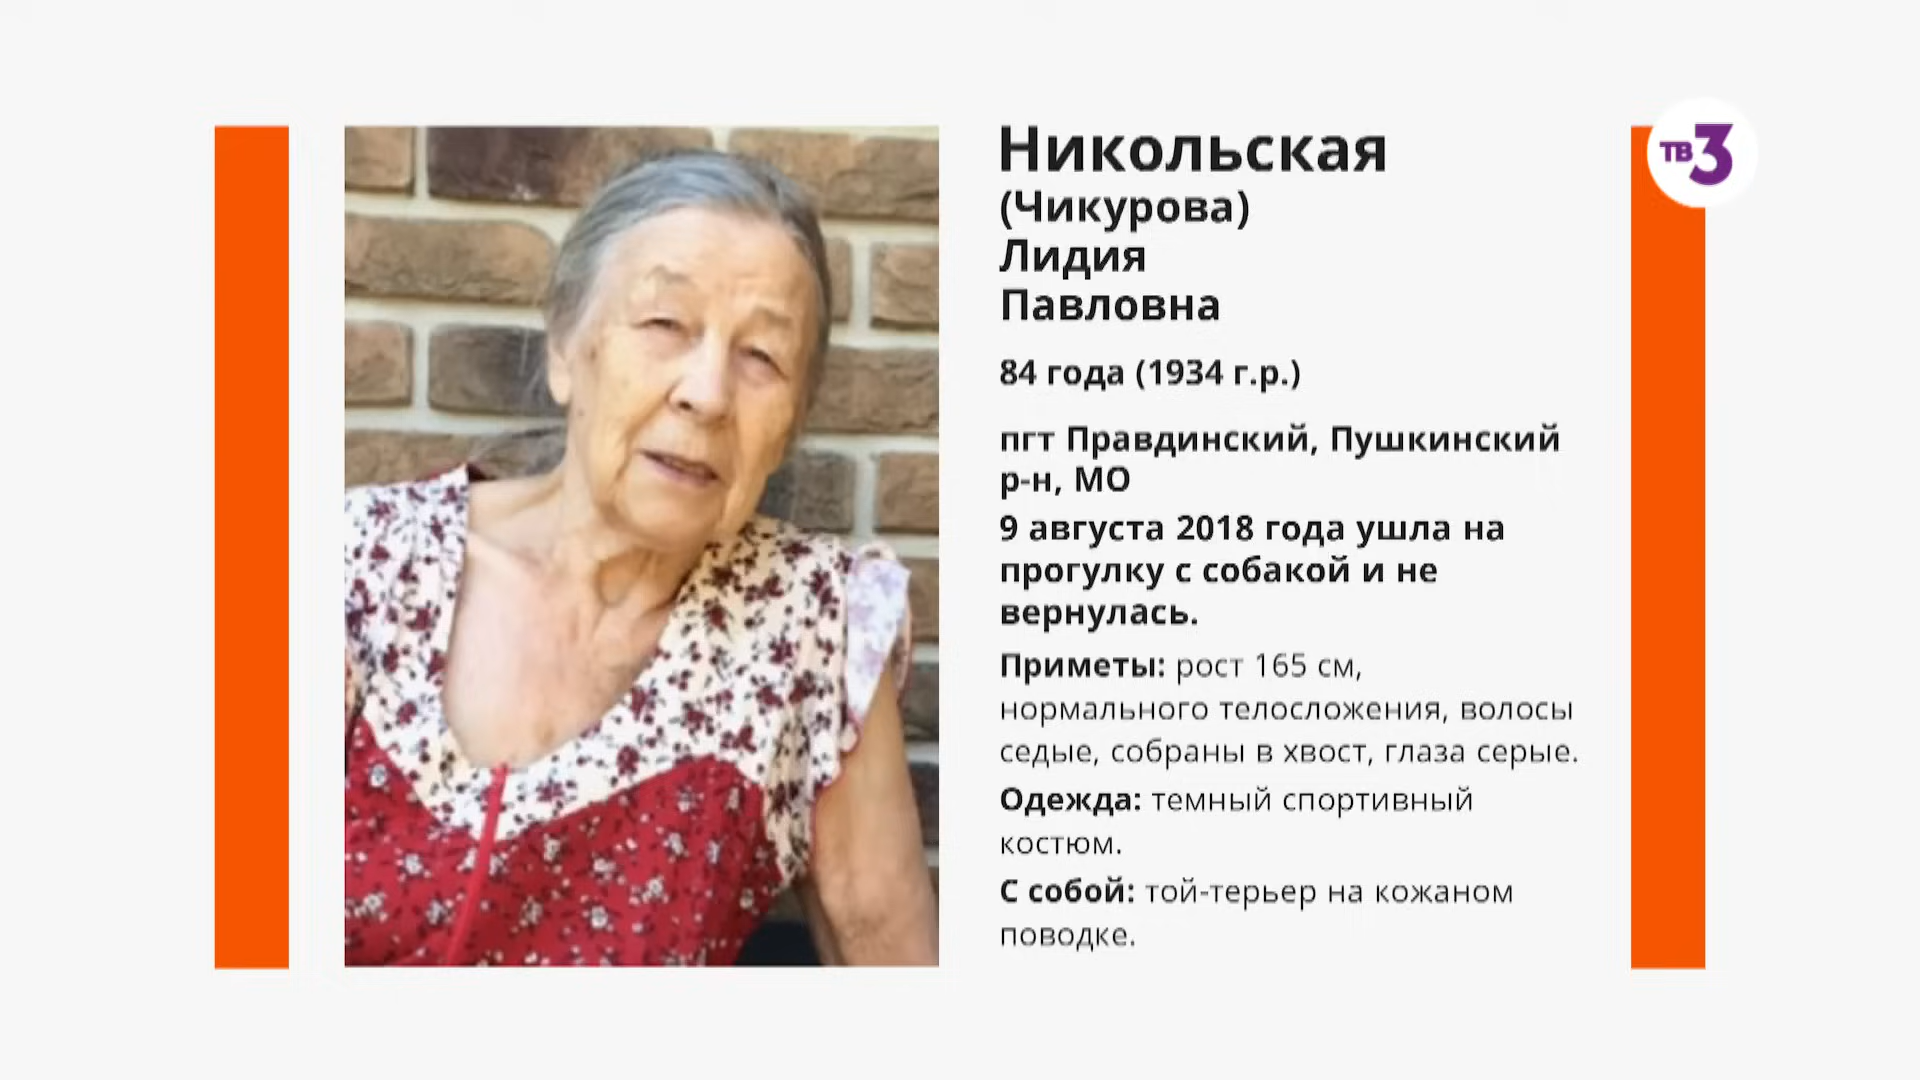 Никольская
(Чикурова)
Лидия
Павловна
84 года (1934 г.р.)
пгт Правдинский, Пушкинский
р-н, МО
9 августа 2018 года ушла на
прогулку с собакой и не
вернулась.
Приметы: рост 165 см,
нормального телосложения, волосы
седые, собраны в хвост, глаза серые.
Одежда: темный спортивный
костюм.
С собой: той-терьер на кожаном
поводке.
ТВ3